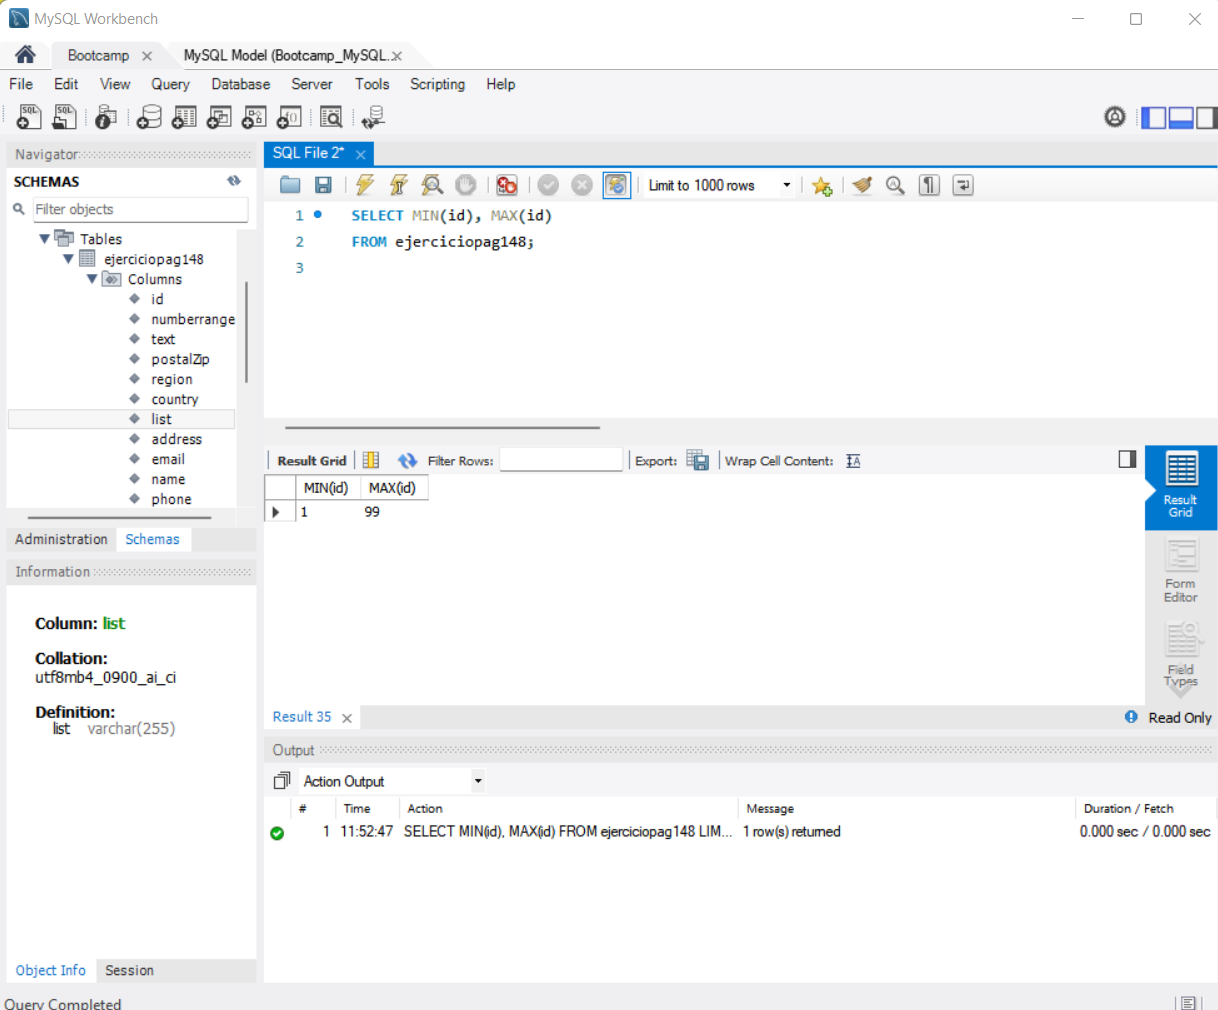 MySQL Workbench
Bootcamp
MySQL Model (Bootcamp_MySQL..
File Edit View Query Database Server Tools Scripting Help
Navigator
SCHEMAS
Filter objects
Tables
ejerciciopag148
Columns
id
numberrange
text
postalZip
region
country
list
address
email
name
phone
Administration Schemas
Information
Column: list
Collation:
utf8mb4_0900_ai_ci
Definition:
list varchar(255)
Object Info Session
Query Completed
SQL File 2*
Limit to 1000 rows
1 SELECT MIN(id), MAX(id)
2 FROM ejerciciopag148;
3
Result Grid Filter Rows: Export: Wrap Cell Content:
MIN(id) MAX(id)
1 99
Result
Grid
Form
Editor
Field
Types
Result 35
Read Only
Output
Action Output
# Time Action Message Duration / Fetch
1 11:52:47 SELECT MIN(id), MAX(id) FROM ejerciciopag148 LIM... 1 row(s) returned 0.000 sec / 0.000 sec